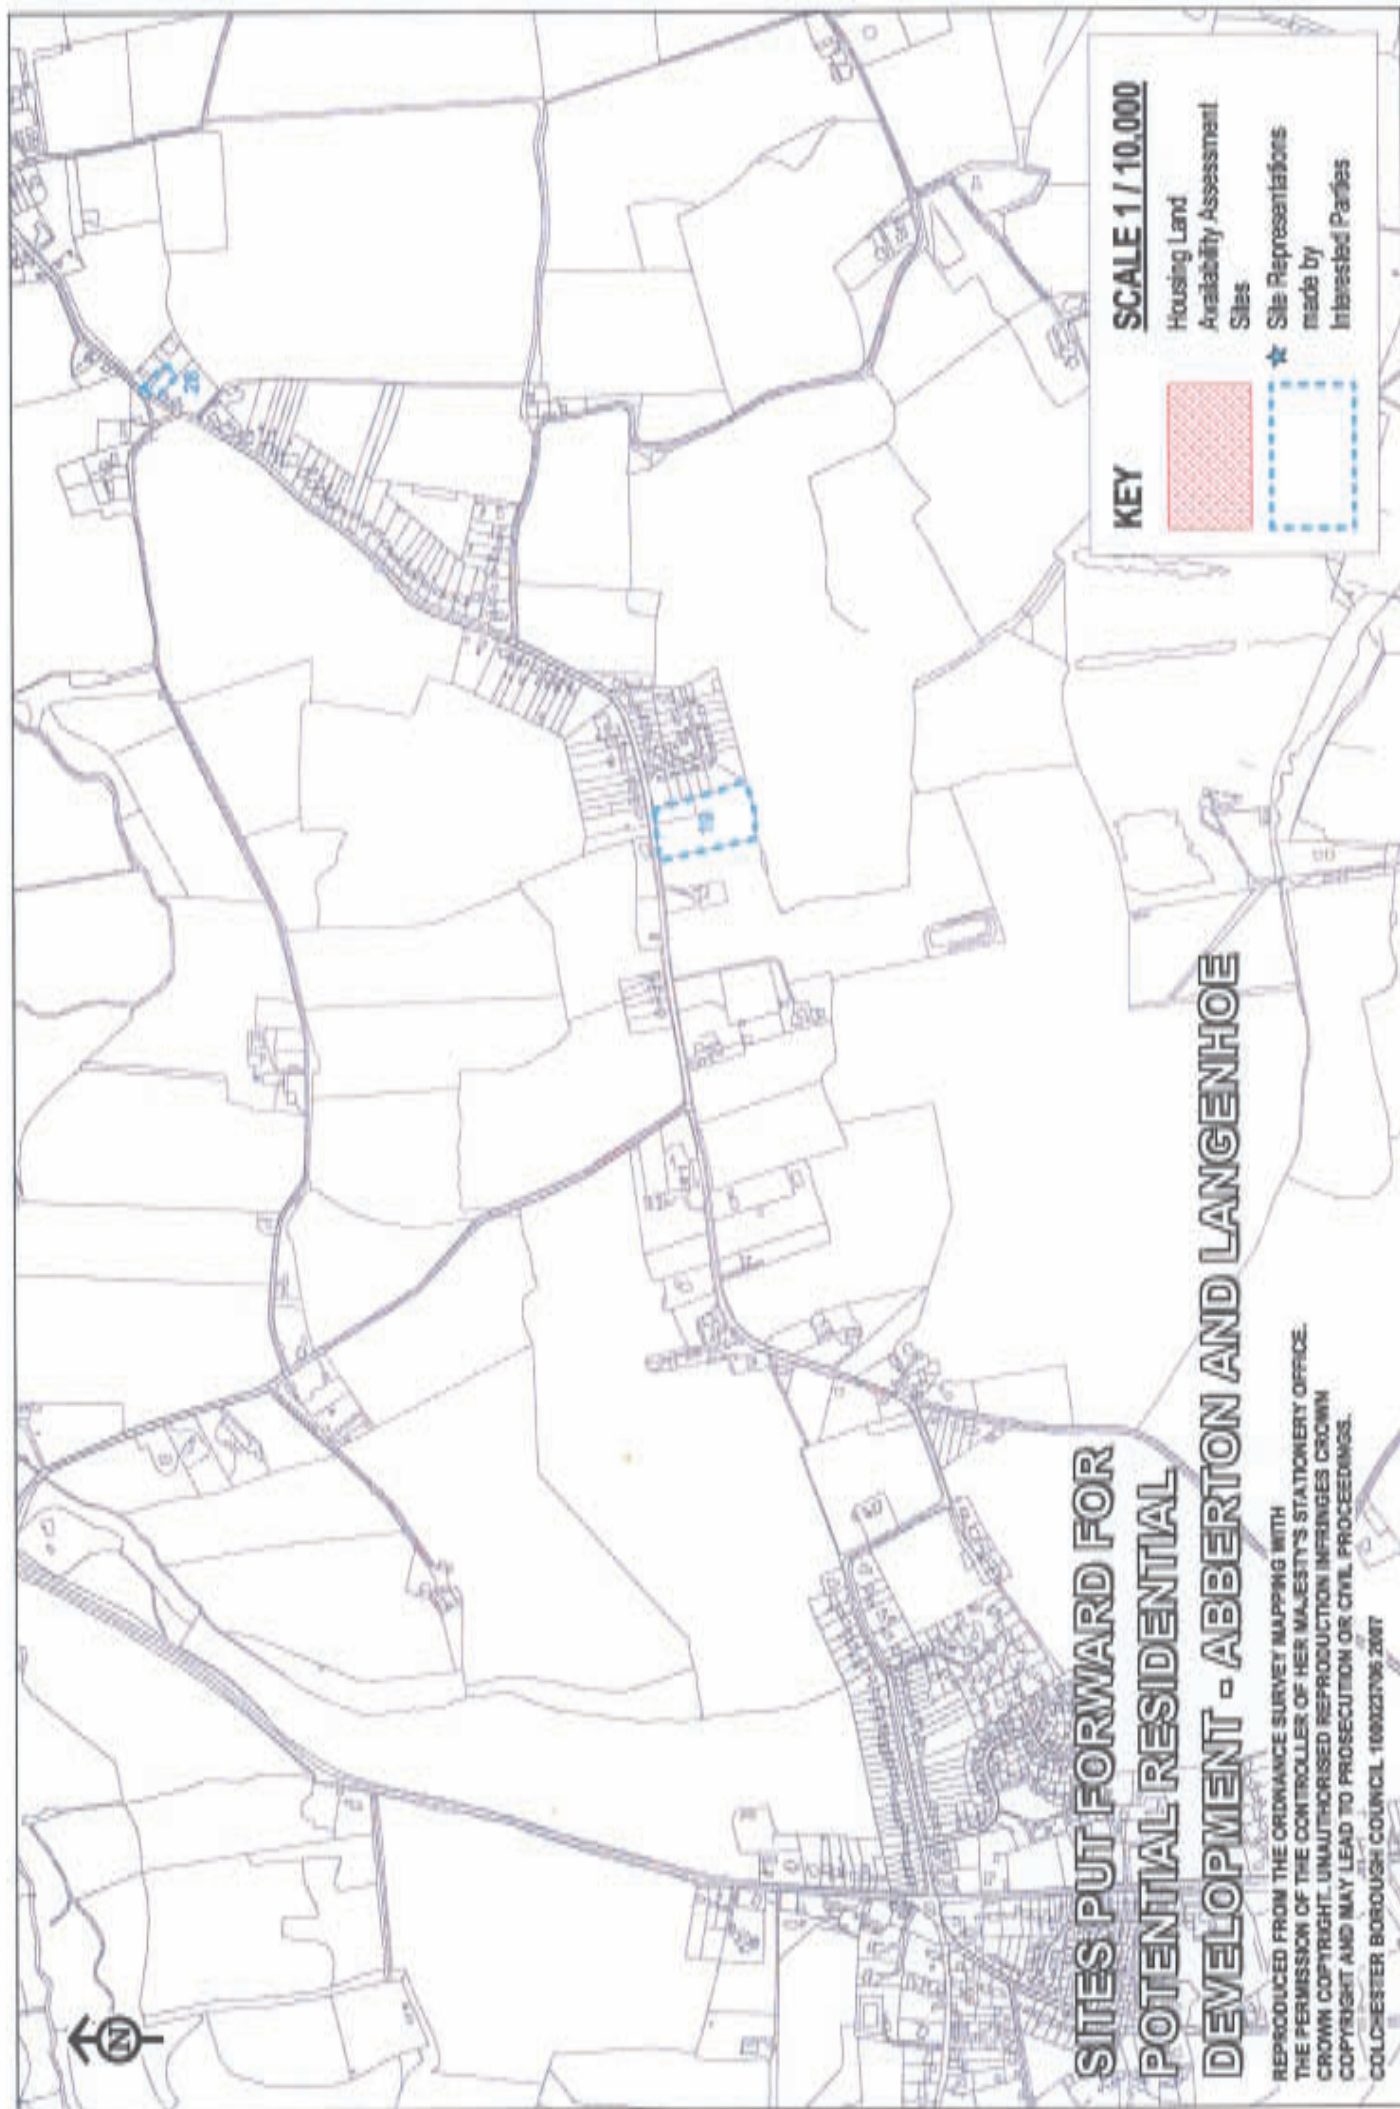 N
SITES PUT FORWARD FOR
POTENTIAL RESIDENTIAL
DEVELOPMENT - ABBERTON AND LANGENHOE
REPRODUCED FROM THE ORDNANCE SURVEY MAPPING WITH
THE PERMISSION OF THE CONTROLLER OF HER MAJESTY'S STATIONERY OFFICE.
CROWN COPYRIGHT. UNAUTHORISED REPRODUCTION INFRINGES CROWN
COPYRIGHT AND MAY LEAD TO PROSECUTION OR CIVIL PROCEEDINGS.
COLCHESTER BOROUGH COUNCIL 100023706 2007
KEY
SCALE 1 / 10,000
Housing Land
Availability Assessment
Sites
Site Representations
made by
Interested Parties